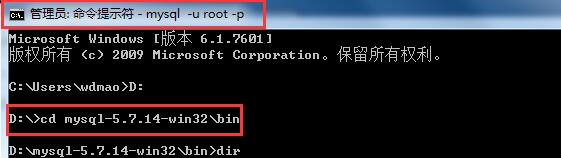 管理员: 命令提示符 - mysql  -u root -p
Microsoft Windows [版本 6.1.7601]
版权所有 (c) 2009 Microsoft Corporation。保留所有权利。
C:\Users\wdmao>D:
D:\>cd mysql-5.7.14-win32\bin
D:\mysql-5.7.14-win32\bin>dir